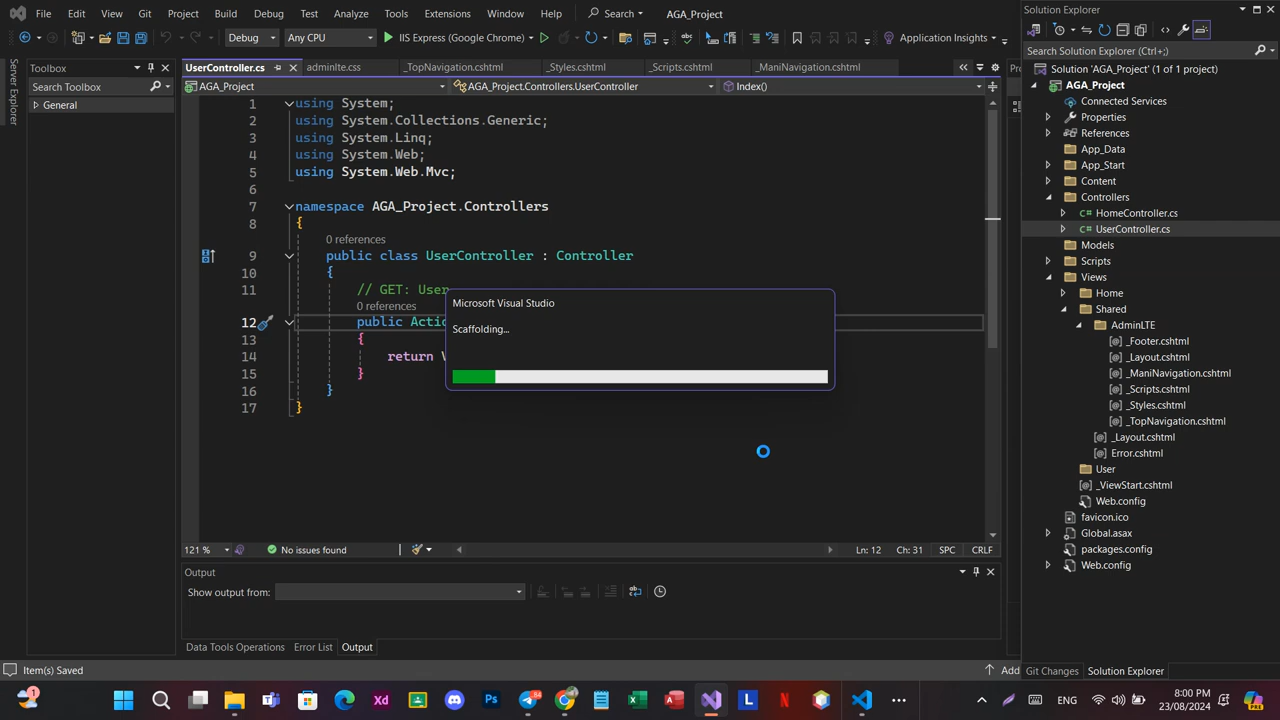 File Edit View Git Project Build Debug Test Analyze Tools Extensions Window Help Search AGA_Project
Debug Any CPU IIS Express (Google Chrome) Application Insights
Server Explorer
Toolbox
Search Toolbox
General
UserController.cs adminlte.css _TopNavigation.cshtml _Styles.cshtml _Scripts.cshtml _ManiNavigation.cshtml
AGA_Project AGA_Project.Controllers.UserController Index()
1 using System;
2 using System.Collections.Generic;
3 using System.Linq;
4 using System.Web;
5 using System.Web.Mvc;
6
7 namespace AGA_Project.Controllers
8 {
0 references
9 public class UserController : Controller
10 {
11 // GET: User
0 references
12 public Actio
13 {
14 return V
15 }
16 }
17 }
Microsoft Visual Studio
Scaffolding...
121 % No issues found Ln: 12 Ch: 31 SPC CRLF
Output
Show output from:
Data Tools Operations Error List Output
Item(s) Saved Add
Solution Explorer
Search Solution Explorer (Ctrl+;)
Solution 'AGA_Project' (1 of 1 project)
AGA_Project
Connected Services
Properties
References
App_Data
App_Start
Content
Controllers
C# HomeController.cs
C# UserController.cs
Models
Scripts
Views
Home
Shared
AdminLTE
_Footer.cshtml
_Layout.cshtml
_ManiNavigation.cshtml
_Scripts.cshtml
_Styles.cshtml
_TopNavigation.cshtml
_Layout.cshtml
Error.cshtml
User
_ViewStart.cshtml
Web.config
favicon.ico
Global.asax
packages.config
Web.config
Git Changes Solution Explorer
1 Xd Ps 84 L N ENG 8:00 PM
23/08/2024